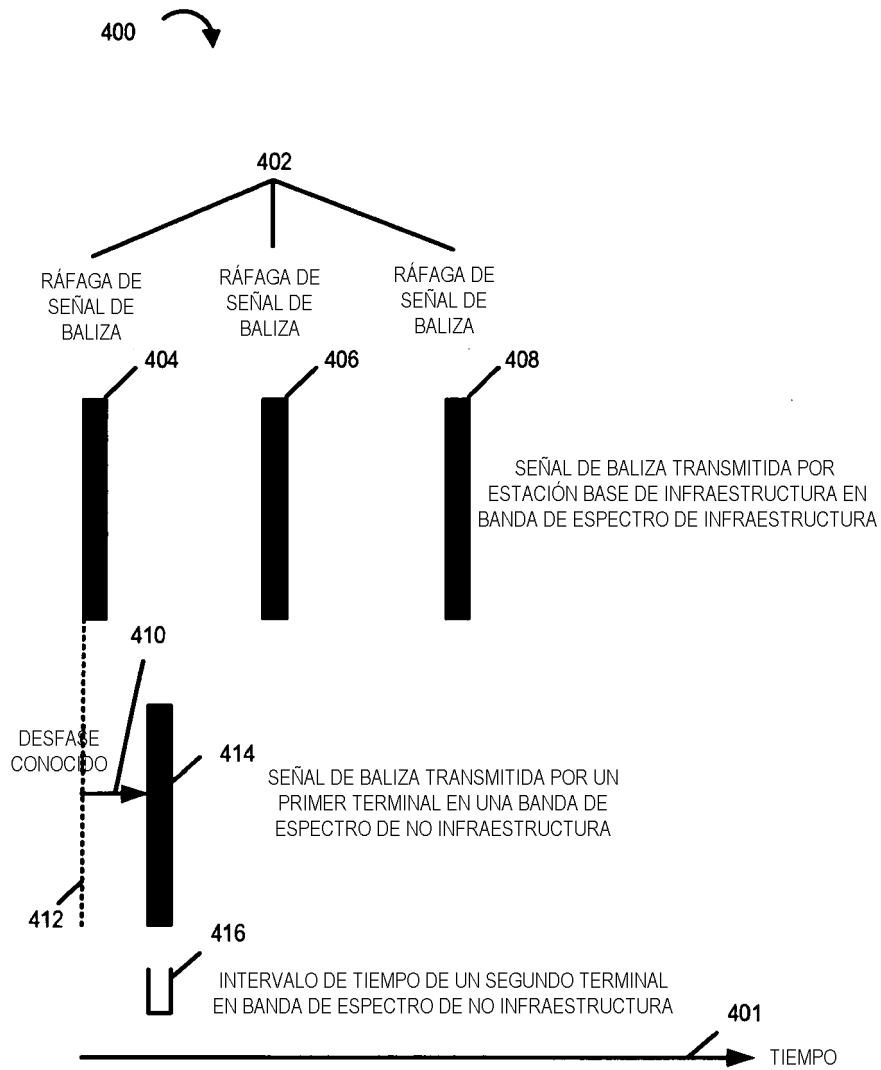 400
402
RÁFAGA DE
SEÑAL DE
BALIZA
RÁFAGA DE
SEÑAL DE
BALIZA
RÁFAGA DE
SEÑAL DE
BALIZA
404
406
408
SEÑAL DE BALIZA TRANSMITIDA POR
ESTACIÓN BASE DE INFRAESTRUCTURA EN
BANDA DE ESPECTRO DE INFRAESTRUCTURA
410
DESFASE
CONOCIDO
414
SEÑAL DE BALIZA TRANSMITIDA POR UN
PRIMER TERMINAL EN UNA BANDA DE
ESPECTRO DE NO INFRAESTRUCTURA
412
416
INTERVALO DE TIEMPO DE UN SEGUNDO TERMINAL
EN BANDA DE ESPECTRO DE NO INFRAESTRUCTURA
401
TIEMPO